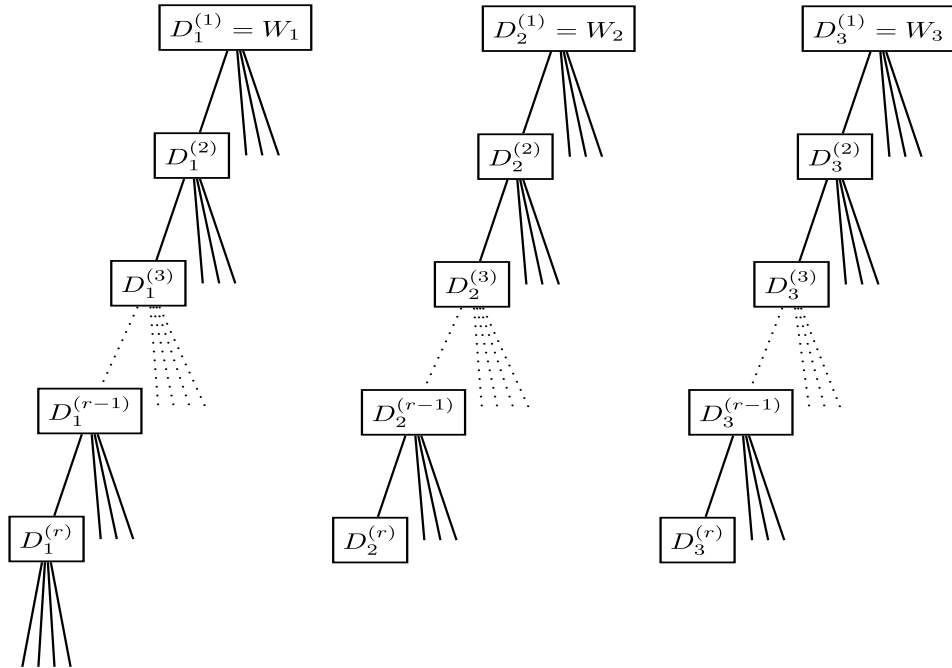 D_1^{(1)} = W_1 D_2^{(1)} = W_2 D_3^{(1)} = W_3
D_1^{(2)} D_2^{(2)} D_3^{(2)}
D_1^{(3)} D_2^{(3)} D_3^{(3)}
D_1^{(r−1)} D_2^{(r−1)} D_3^{(r−1)}
D_1^{(r)} D_2^{(r)} D_3^{(r)}